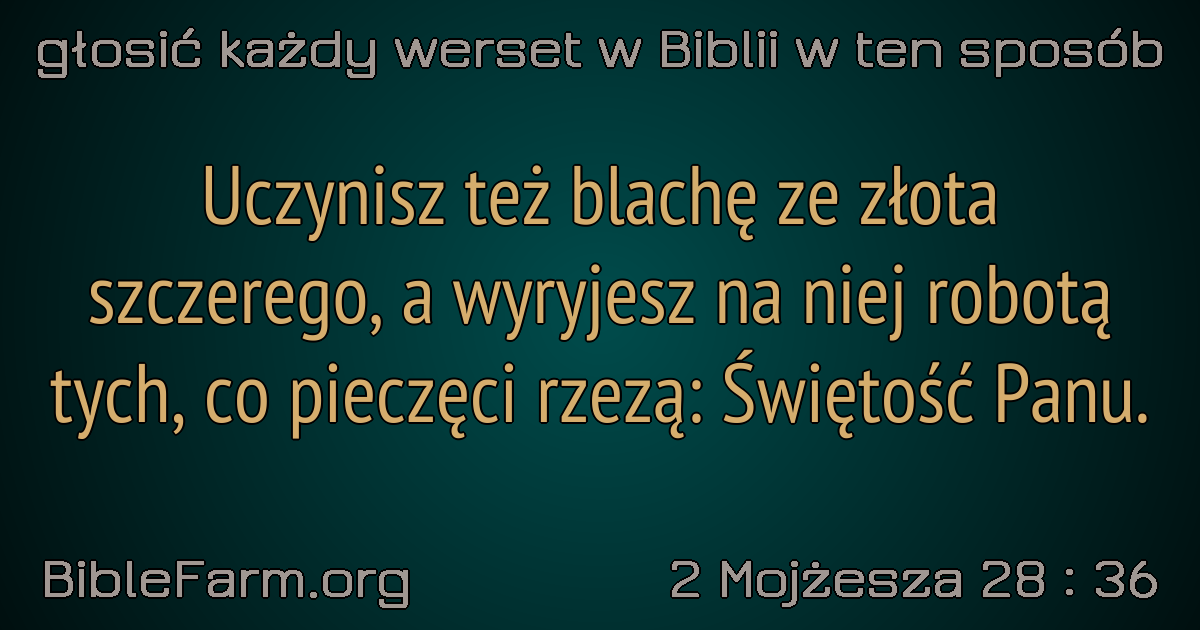 głosić każdy werset w Biblii w ten sposób
Uczynisz też blachę ze złota
szczerego, a wyryjesz na niej robotą
tych, co pieczęci rzezą: Świętość Panu.
BibleFarm.org
2 Mojżesza 28 : 36